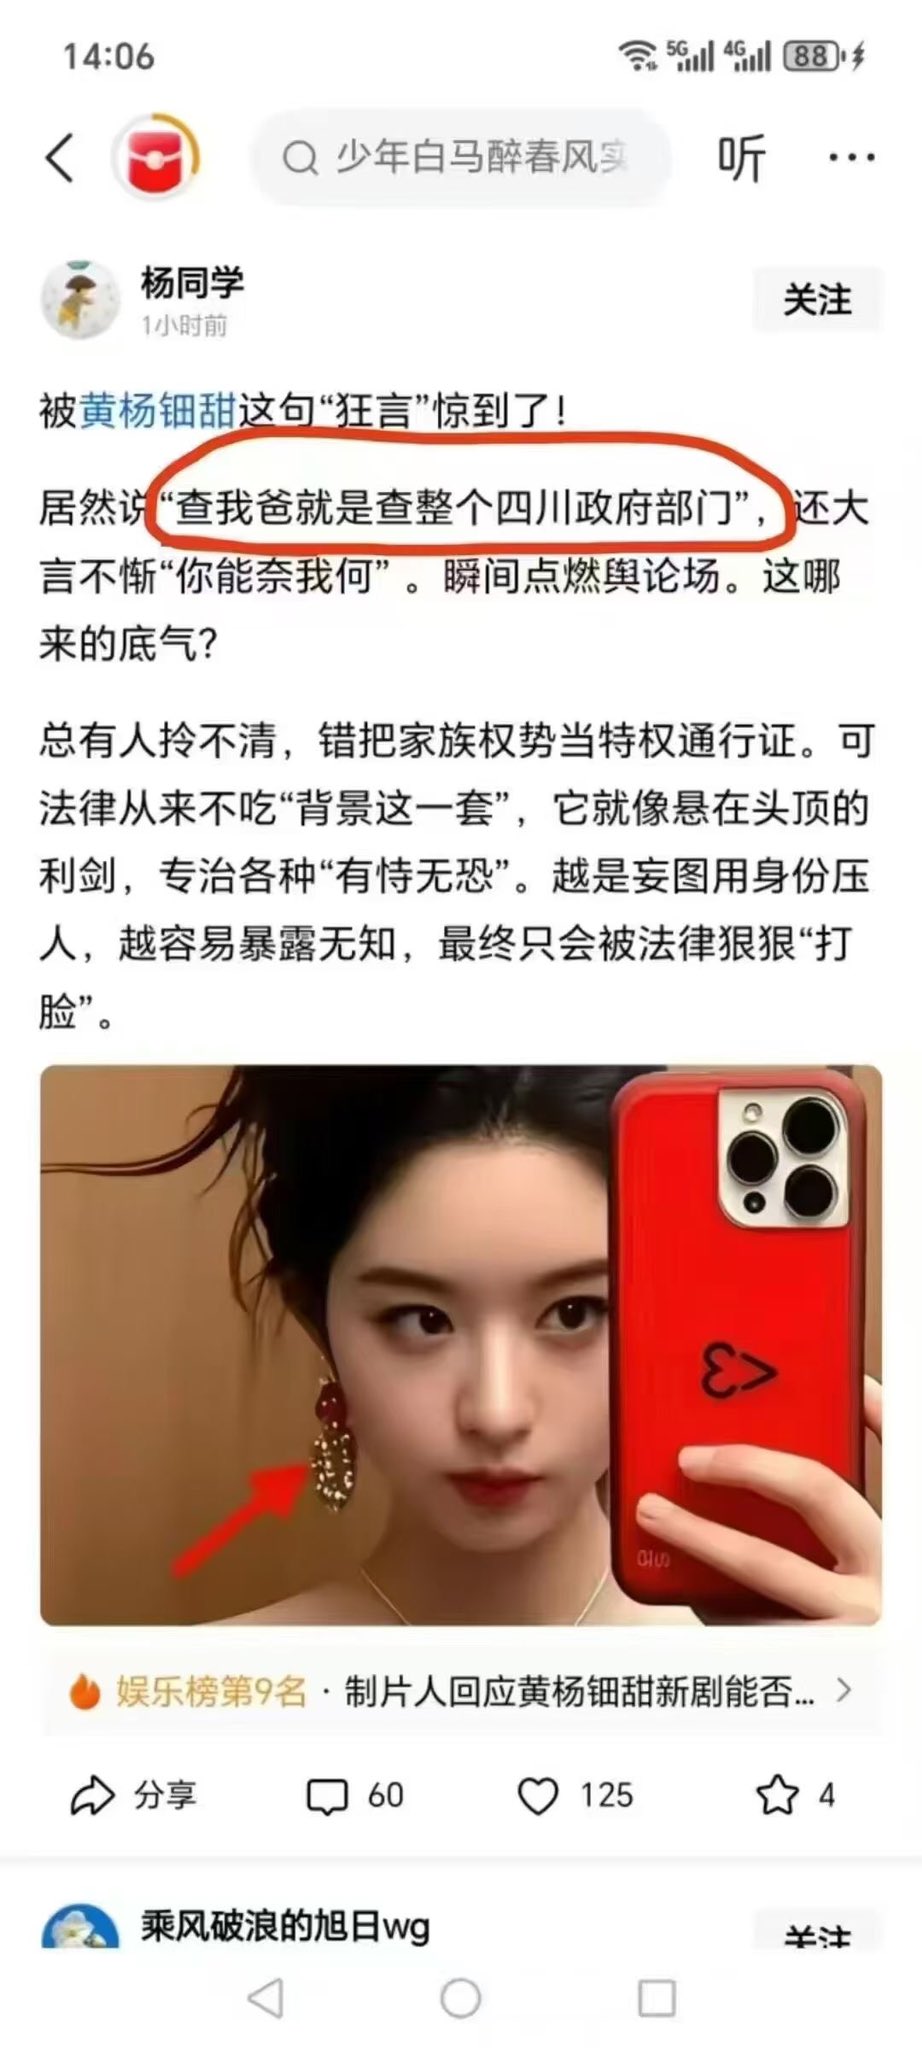 14:06
5G
4G
88
少年白马醉春风
听
杨同学
1小时前
关注
被黄杨钿甜这句“狂言”惊到了！
居然说“查我爸就是查整个四川政府部门”，还大
言不惭“你能奈我何” 。瞬间点燃舆论场。这哪
来的底气？
总有人拎不清，错把家族权势当特权通行证。可
法律从来不吃“背景这一套”，它就像悬在头顶的
利剑，专治各种“有恃无恐”。越是妄图用身份压
人，越容易暴露无知，最终只会被法律狠狠“打
脸”。
娱乐榜第9名 · 制片人回应黄杨钿甜新剧能否...
分享
60
125
4
乘风破浪的旭日wg
关注